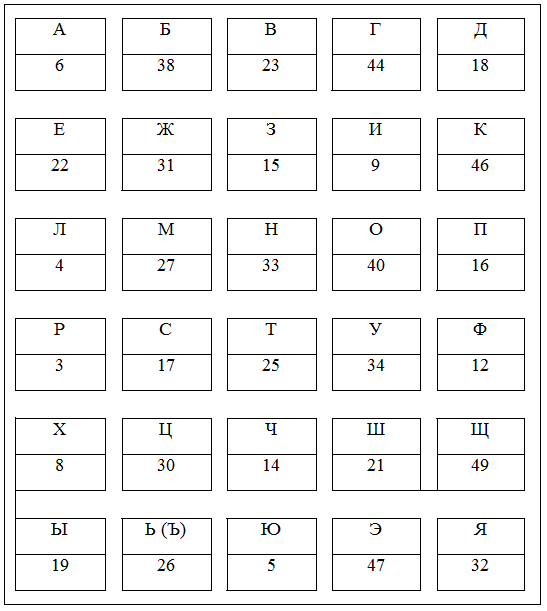 А Б В Г Д
6 38 23 44 18
Е Ж З И К
22 31 15 9 46
Л М Н О П
4 27 33 40 16
Р С Т У Ф
3 17 25 34 12
Х Ц Ч Ш Щ
8 30 14 21 49
Ы Ь (Ъ) Ю Э Я
19 26 5 47 32